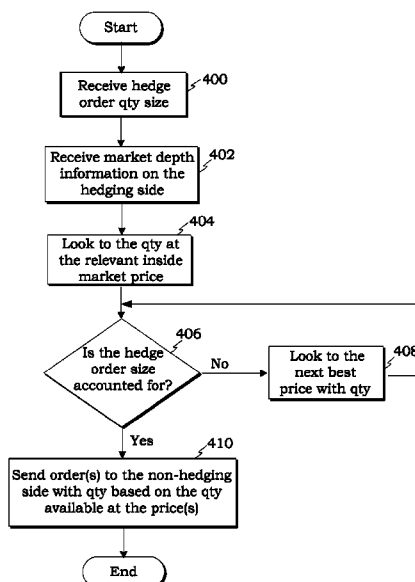 Start
400
Receive hedge
order qty size
402
Receive market depth
information on the
hedging side
404
Look to the qty at
the relevant inside
market price
406
Is the hedge
order size
accounted for?
No
408
Look to the
next best
price with qty
Yes
410
Send order(s) to the non-hedging
side with qty based on the qty
available at the price(s)
End